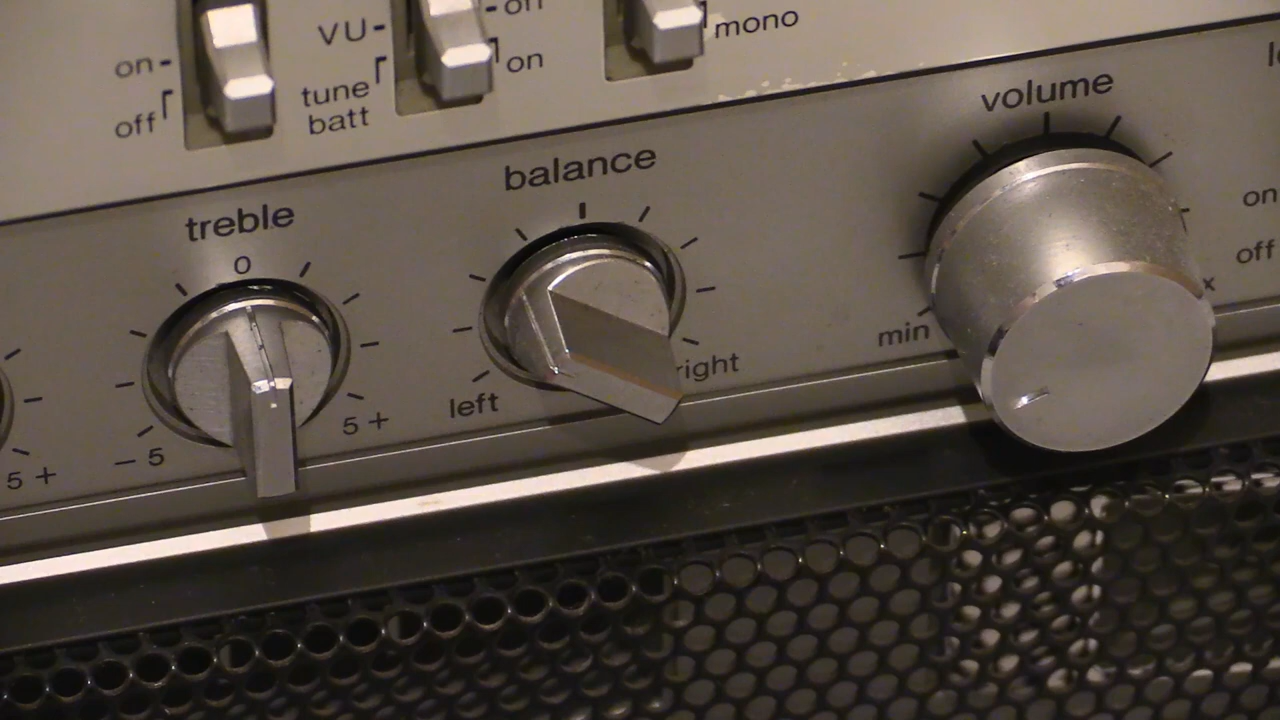 on
off
VU
tune
batt
on
mono
treble
0
– 5
5 +
5 +
balance
left
right
volume
min
on
off